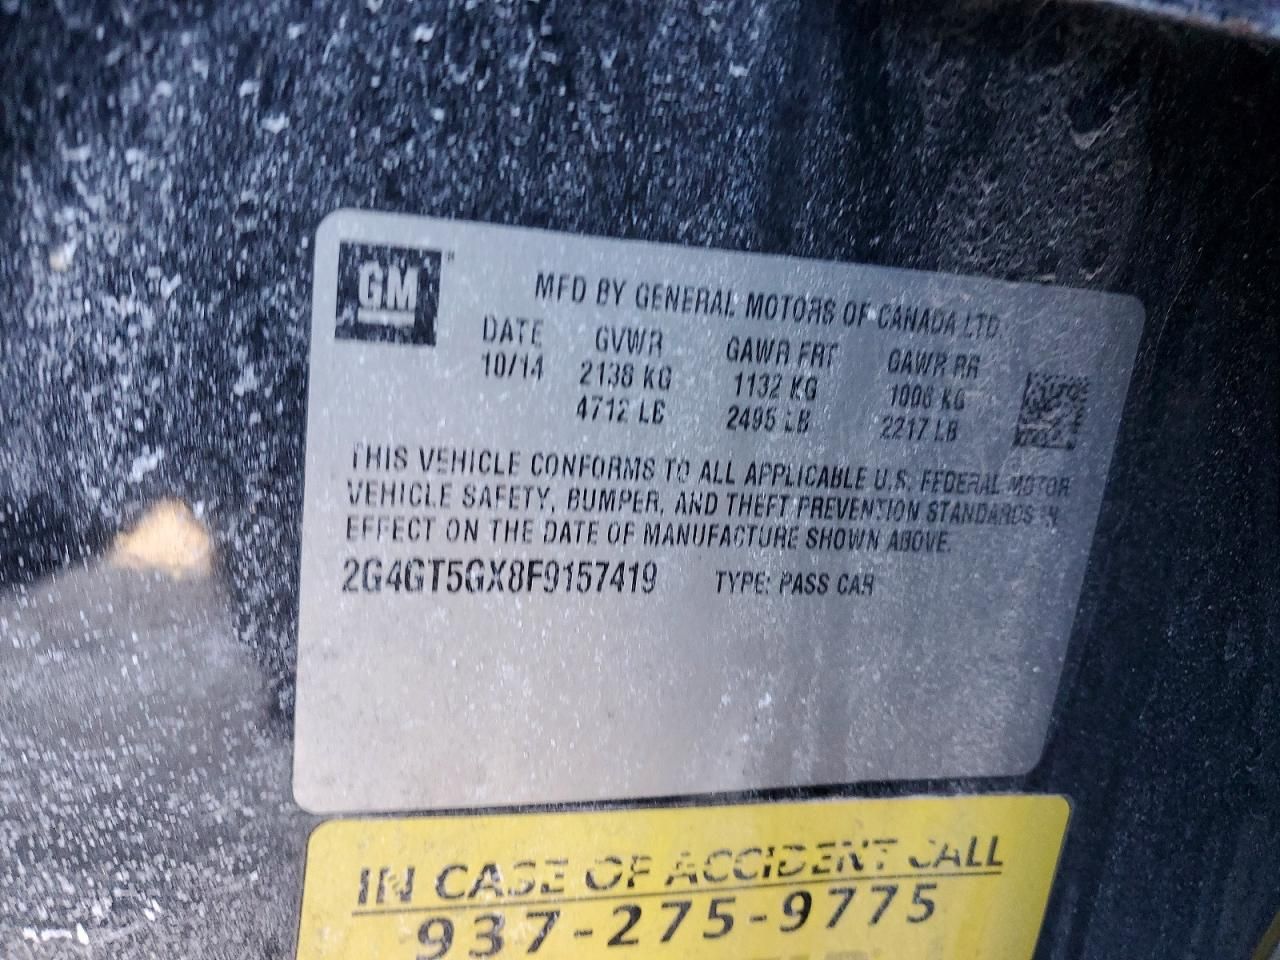 GM
MFD BY GENERAL MOTORS OF CANADA LTD.
DATE GVWR GAWR FRT GAWR RR
10/14 2138 KG 1132 KG 1006 KG
4712 LB 2495 LB 2217 LB
THIS VEHICLE CONFORMS TO ALL APPLICABLE U.S. FEDERAL MOTOR
VEHICLE SAFETY, BUMPER, AND THEFT PREVENTION STANDARDS IN
EFFECT ON THE DATE OF MANUFACTURE SHOWN ABOVE.
2G4GT5GX8F9157419 TYPE: PASS CAR
IN CASE OF ACCIDENT CALL
937-275-9775